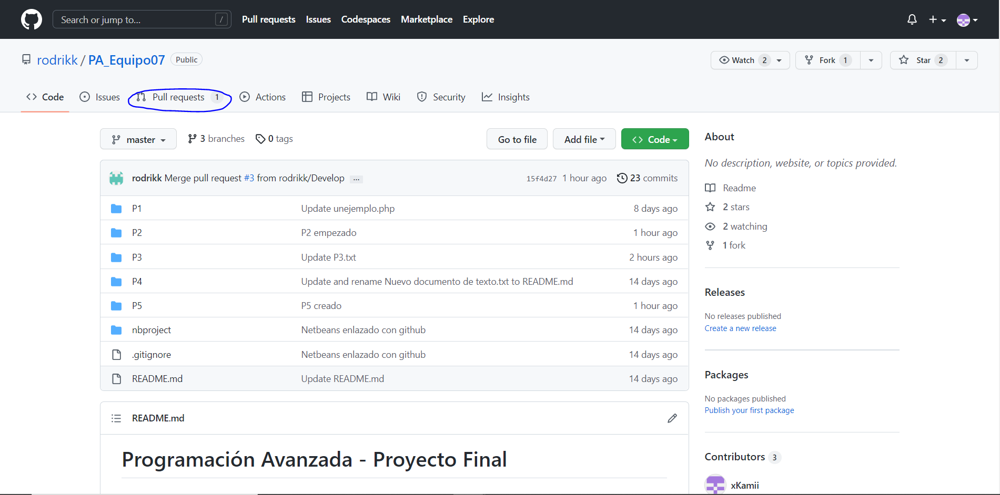 Search or jump to... / Pull requests Issues Codespaces Marketplace Explore
rodrikk / PA_Equipo07 Public Watch 2 Fork 1 Star 2
<> Code Issues Pull requests 1 Actions Projects Wiki Security Insights
master 3 branches 0 tags Go to file Add file <> Code
rodrikk Merge pull request #3 from rodrikk/Develop ... 15f4d27 1 hour ago 23 commits
P1 Update unejemplo.php 8 days ago
P2 P2 empezado 1 hour ago
P3 Update P3.txt 2 hours ago
P4 Update and rename Nuevo documento de texto.txt to README.md 14 days ago
P5 P5 creado 1 hour ago
nbproject Netbeans enlazado con github 14 days ago
.gitignore Netbeans enlazado con github 14 days ago
README.md Update README.md 14 days ago
README.md
Programación Avanzada - Proyecto Final
About
No description, website, or topics provided.
Readme
2 stars
2 watching
1 fork
Releases
No releases published
Create a new release
Packages
No packages published
Publish your first package
Contributors 3
xKamii